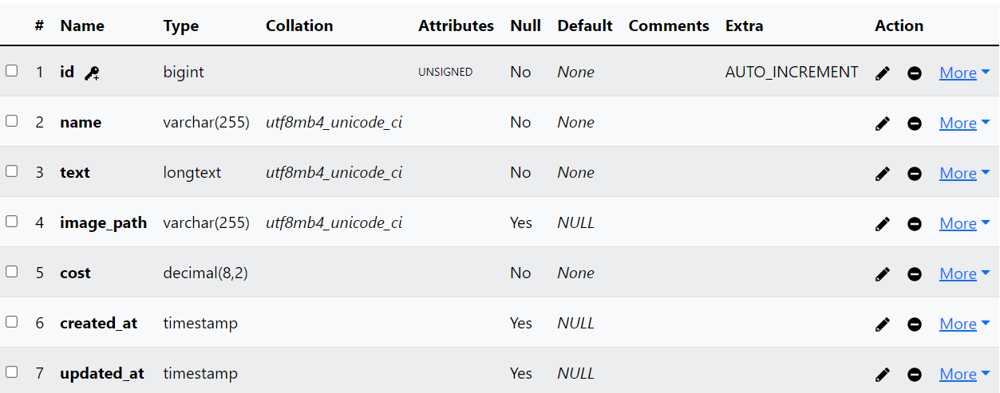 # Name Type Collation Attributes Null Default Comments Extra Action
1 id bigint UNSIGNED No None AUTO_INCREMENT More
2 name varchar(255) utf8mb4_unicode_ci No None More
3 text longtext utf8mb4_unicode_ci No None More
4 image_path varchar(255) utf8mb4_unicode_ci Yes NULL More
5 cost decimal(8,2) No None More
6 created_at timestamp Yes NULL More
7 updated_at timestamp Yes NULL More